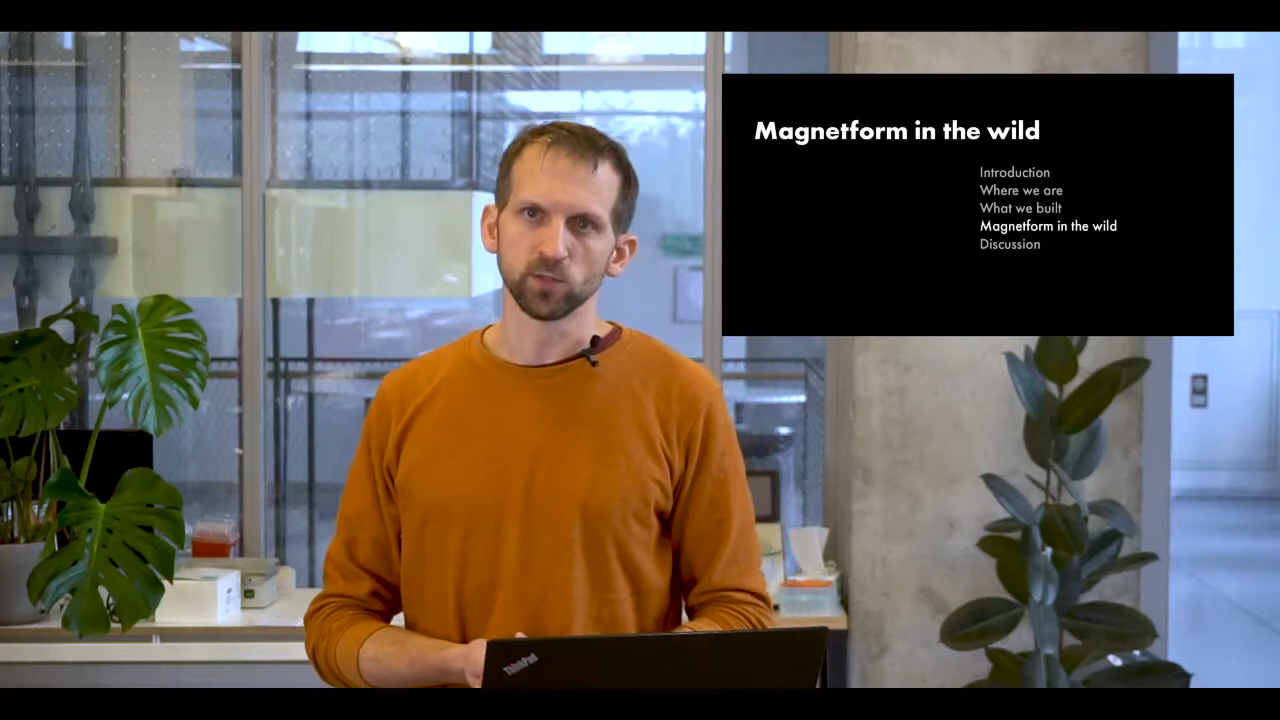 Magnetform in the wild
Introduction
Where we are
What we built
Magnetform in the wild
Discussion
ThinkPad